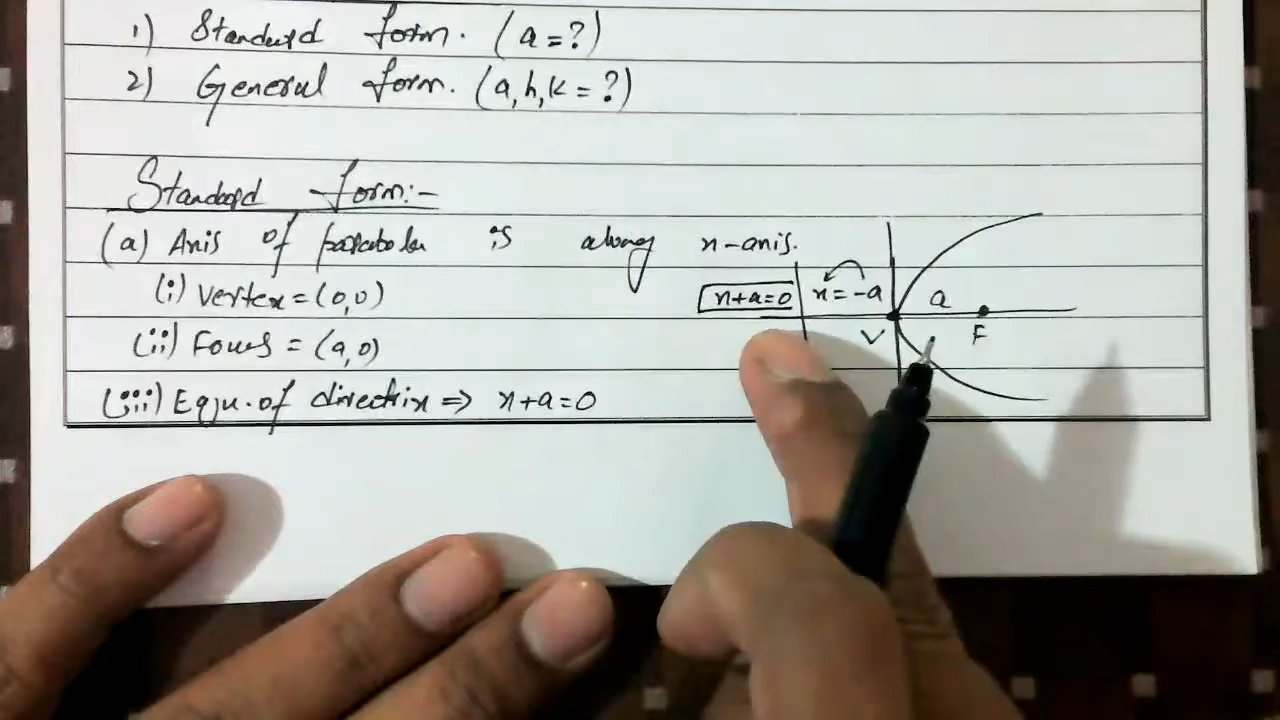 1) Standard form. (a=?)
2) General form. (a,h,k = ?)
Standard form:-
(a) Axis of parabola is along x-axis.
(i) Vertex = (0,0)
x+a=0 x=-a a
(ii) Focus = (a,0)
V F
(iii) Equ. of directrix ⇒ x+a=0